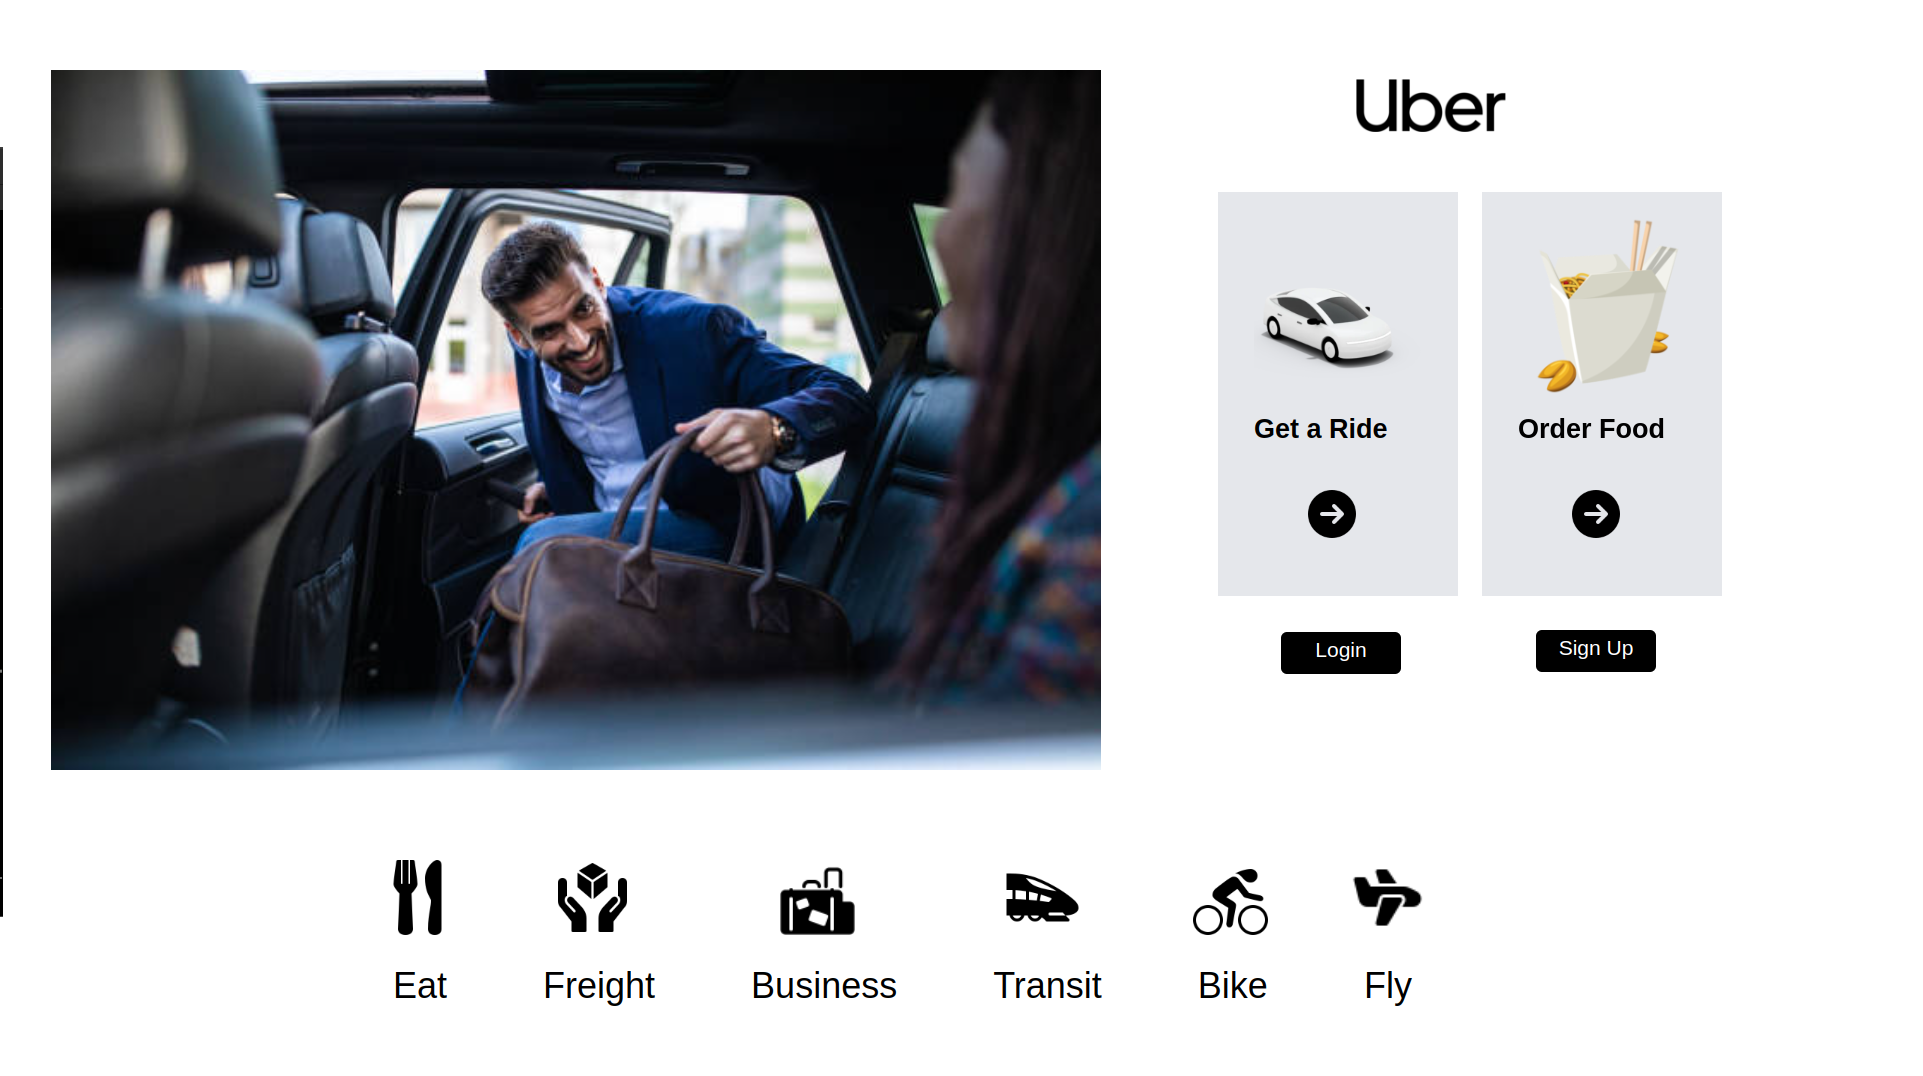 Uber
Get a Ride
Order Food
Login
Sign Up
Eat
Freight
Business
Transit
Bike
Fly